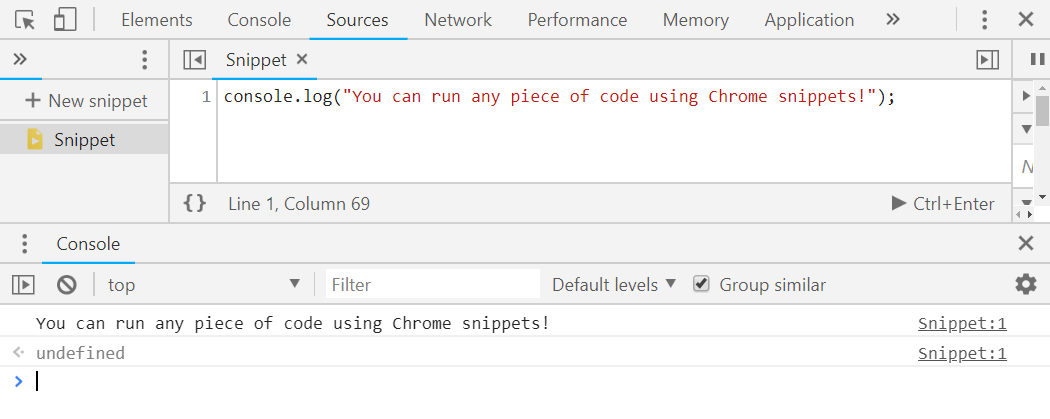 Elements Console Sources Network Performance Memory Application »
» Snippet ×
+ New snippet
1 console.log("You can run any piece of code using Chrome snippets!");
Snippet
N
{} Line 1, Column 69 Ctrl+Enter
Console
top Filter Default levels Group similar
You can run any piece of code using Chrome snippets! Snippet:1
undefined Snippet:1
>